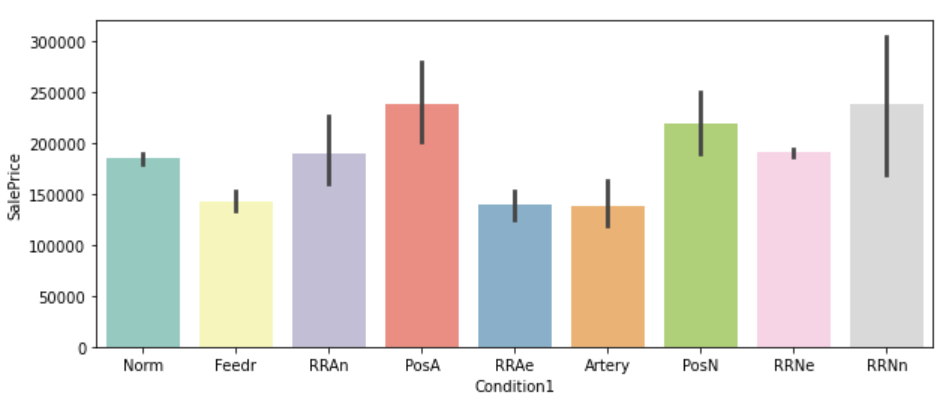 300000
250000
200000
150000
100000
50000
0
SalePrice
Norm Feedr RRAn PosA RRAe Artery PosN RRNe RRNn
Condition1